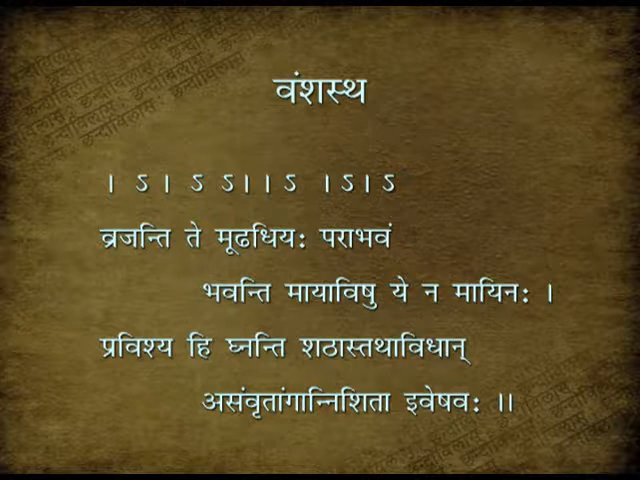 वंशस्थ
। ऽ । ऽ ऽ । । ऽ । ऽ । ऽ
व्रजन्ति ते मूढधियः पराभवं
भवन्ति मायाविषु ये न मायिनः ।
प्रविश्य हि घ्नन्ति शठास्तथाविधान्
असंवृतांगान्निशिता इवेषवः ।।